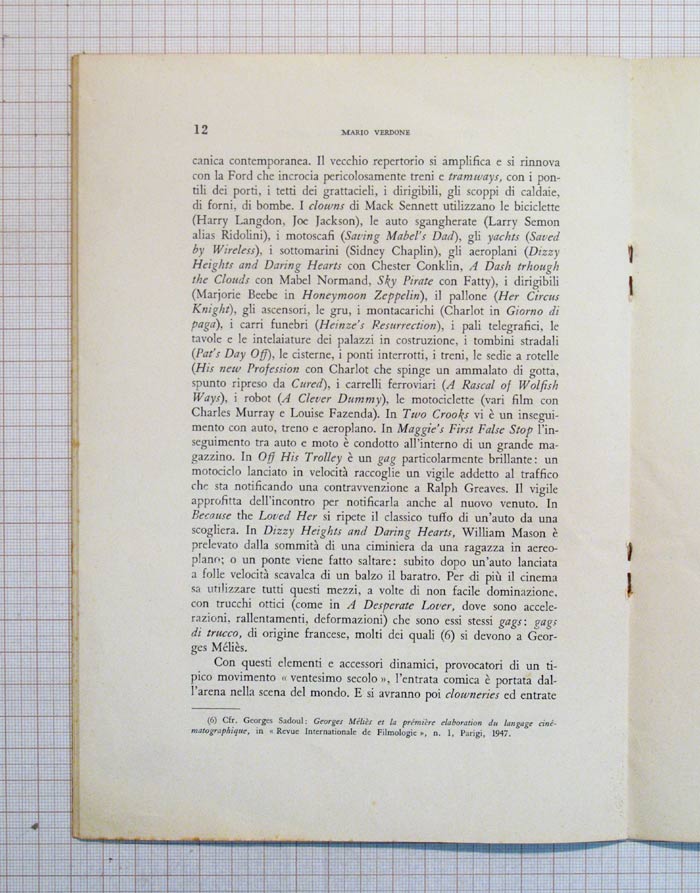 12
MARIO VERDONE
canica contemporanea. Il vecchio repertorio si amplifica e si rinnova
con la Ford che incrocia pericolosamente treni e tramways, con i pon-
tili dei porti, i tetti dei grattacieli, i dirigibili, gli scoppi di caldaie,
di forni, di bombe. I clowns di Mack Sennett utilizzano le biciclette
(Harry Langdon, Joe Jackson), le auto sgangherate (Larry Semon
alias Ridolini), i motoscafi (Saving Mabel's Dad), gli yachts (Saved
by Wireless), i sottomarini (Sidney Chaplin), gli aeroplani (Dizzy
Heights and Daring Hearts con Chester Conklin, A Dash trhough
the Clouds con Mabel Normand, Sky Pirate con Fatty), i dirigibili
(Marjorie Beebe in Honeymoon Zeppelin), il pallone (Her Circus
Knight), gli ascensori, le gru, i montacarichi (Charlot in Giorno di
paga), i carri funebri (Heinze's Resurrection), i pali telegrafici, le
tavole e le intelaiature dei palazzi in costruzione, i tombini stradali
(Pat's Day Off), le cisterne, i ponti interrotti, i treni, le sedie a rotelle
(His new Profession con Charlot che spinge un ammalato di gotta,
spunto ripreso da Cured), i carrelli ferroviari (A Rascal of Wolfish
Ways), i robot (A Clever Dummy), le motociclette (vari film con
Charles Murray e Louise Fazenda). In Two Crooks vi è un insegui-
mento con auto, treno e aeroplano. In Maggie's First False Stop l'in-
seguimento tra auto e moto è condotto all'interno di un grande ma-
gazzino. In Off His Trolley è un gag particolarmente brillante: un
motociclo lanciato in velocità raccoglie un vigile addetto al traffico
che sta notificando una contravvenzione a Ralph Greaves. Il vigile
approfitta dell'incontro per notificarla anche al nuovo venuto. In
Because the Loved Her si ripete il classico tuffo di un'auto da una
scogliera. In Dizzy Heights and Daring Hearts, William Mason è
prelevato dalla sommità di una ciminiera da una ragazza in aereo-
plano; o un ponte viene fatto saltare: subito dopo un'auto lanciata
a folle velocità scavalca di un balzo il baratro. Per di più il cinema
sa utilizzare tutti questi mezzi, a volte di non facile dominazione,
con trucchi ottici (come in A Desperate Lover, dove sono accele-
razioni, rallentamenti, deformazioni) che sono essi stessi gags: gags
di trucco, di origine francese, molti dei quali (6) si devono a Geor-
ges Méliès.
Con questi elementi e accessori dinamici, provocatori di un ti-
pico movimento « ventesimo secolo », l'entrata comica è portata dal-
l'arena nella scena del mondo. E si avranno poi clowneries ed entrate
(6) Cfr. Georges Sadoul: Georges Méliès et la prémière elaboration du langage ciné-
matographique, in « Revue Internationale de Filmologie », n. 1, Parigi, 1947.